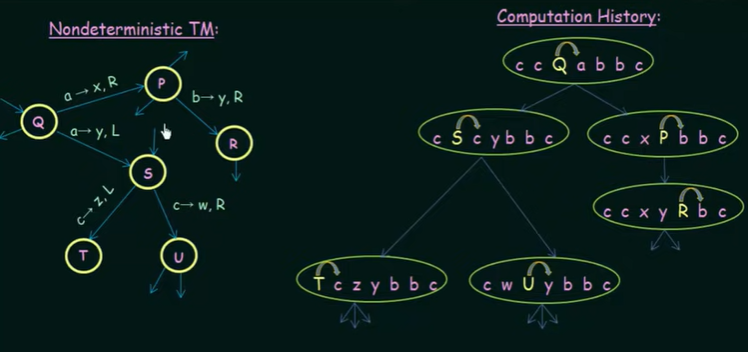 Nondeterministic TM:
Q
a→x, R
P
b→y, R
R
a→y, L
S
c→z, L
c→w, R
T
U
Computation History:
c c Q a b b c
c S c y b b c
c c x P b b c
c c x y R b c
T c z y b b c
c w U y b b c